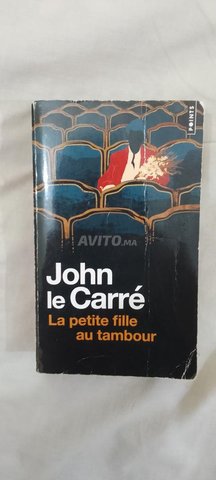 POINTS
AVITO.MA
John
le Carré
La petite fille
au tambour